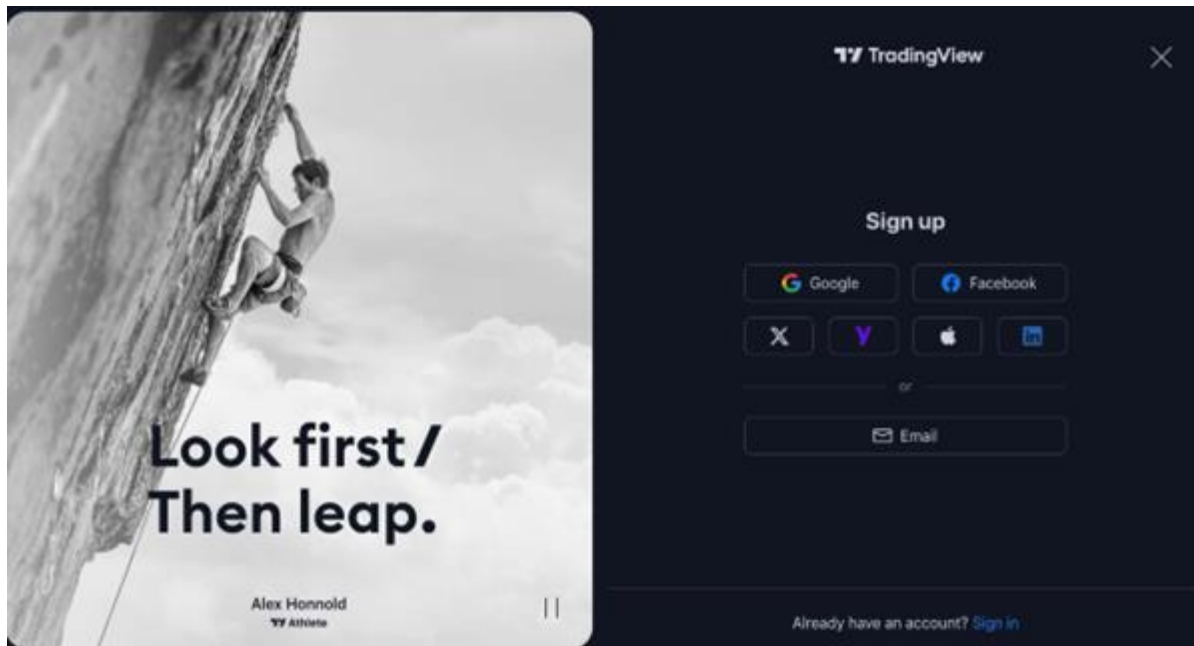 Look first/
Then leap.
Alex Honnold
Athlete
TradingView
Sign up
Google
Facebook
or
Email
Already have an account? Sign in